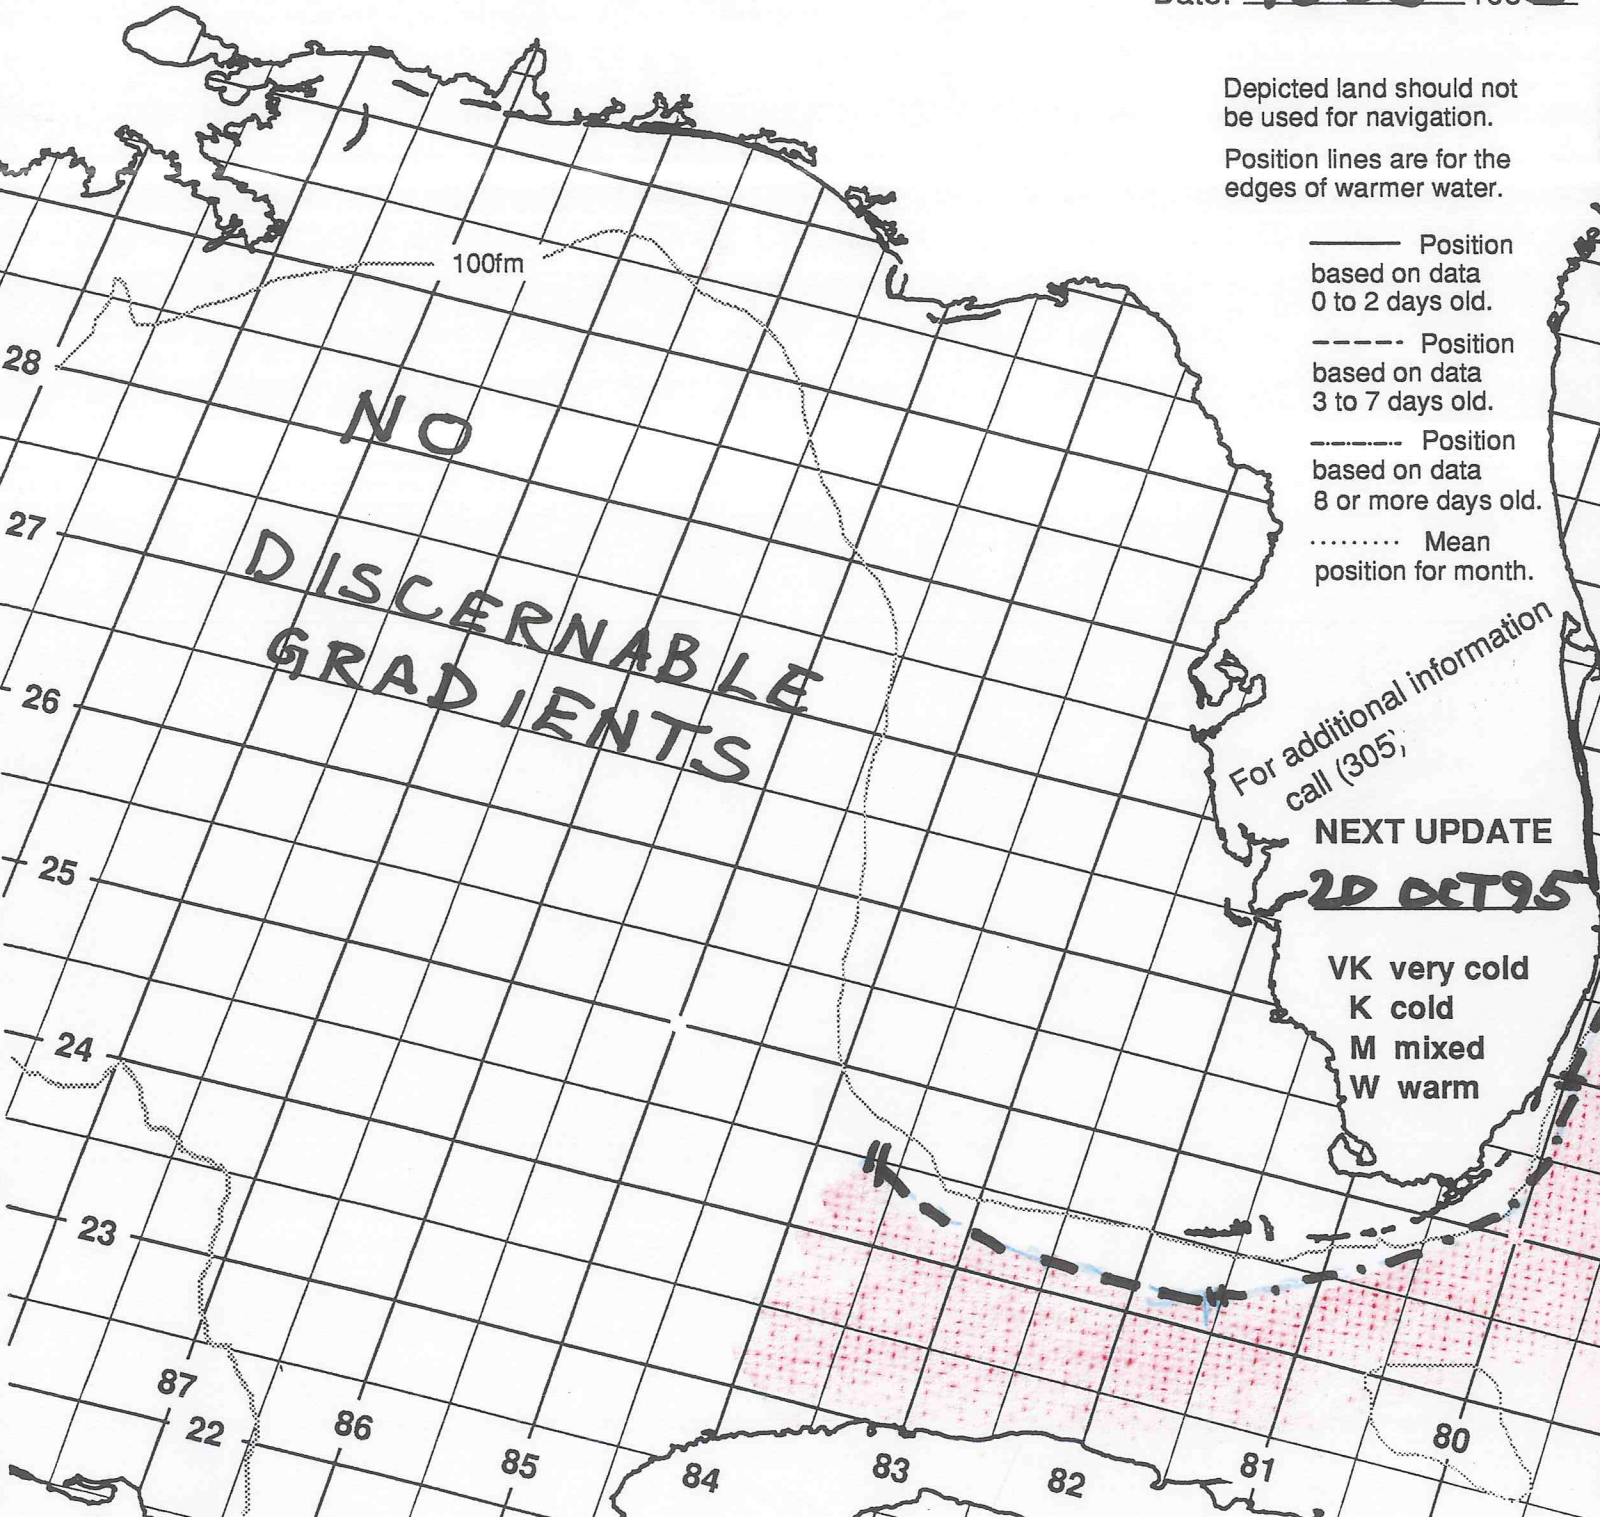 Date:
Depicted land should not
be used for navigation.
Position lines are for the
edges of warmer water.
Position
based on data
0 to 2 days old.
Position
based on data
3 to 7 days old.
Position
based on data
8 or more days old.
Mean
position for month.
For additional information
call (305)
NEXT UPDATE
20 OCT 95
VK very cold
K cold
M mixed
W warm
100fm
NO
DISCERNABLE
GRADIENTS
28
27
26
25
24
23
22
87
86
85
84
83
82
81
80